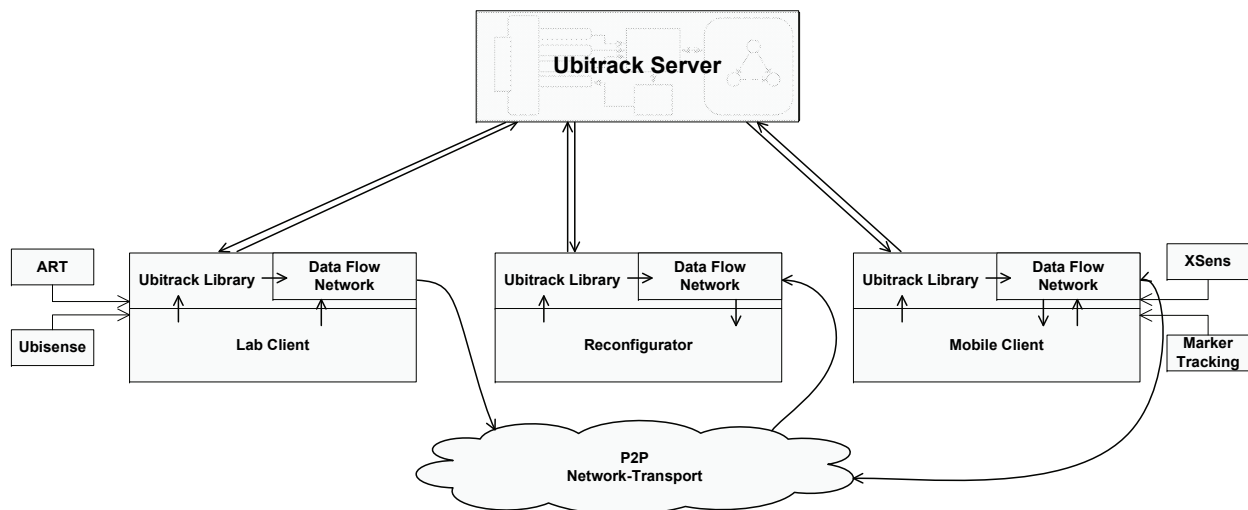 Ubitrack Server
ART
Ubisense
Ubitrack Library
Data Flow
Network
Lab Client
Ubitrack Library
Data Flow
Network
Reconfigurator
Ubitrack Library
Data Flow
Network
Mobile Client
XSens
Marker
Tracking
P2P
Network-Transport